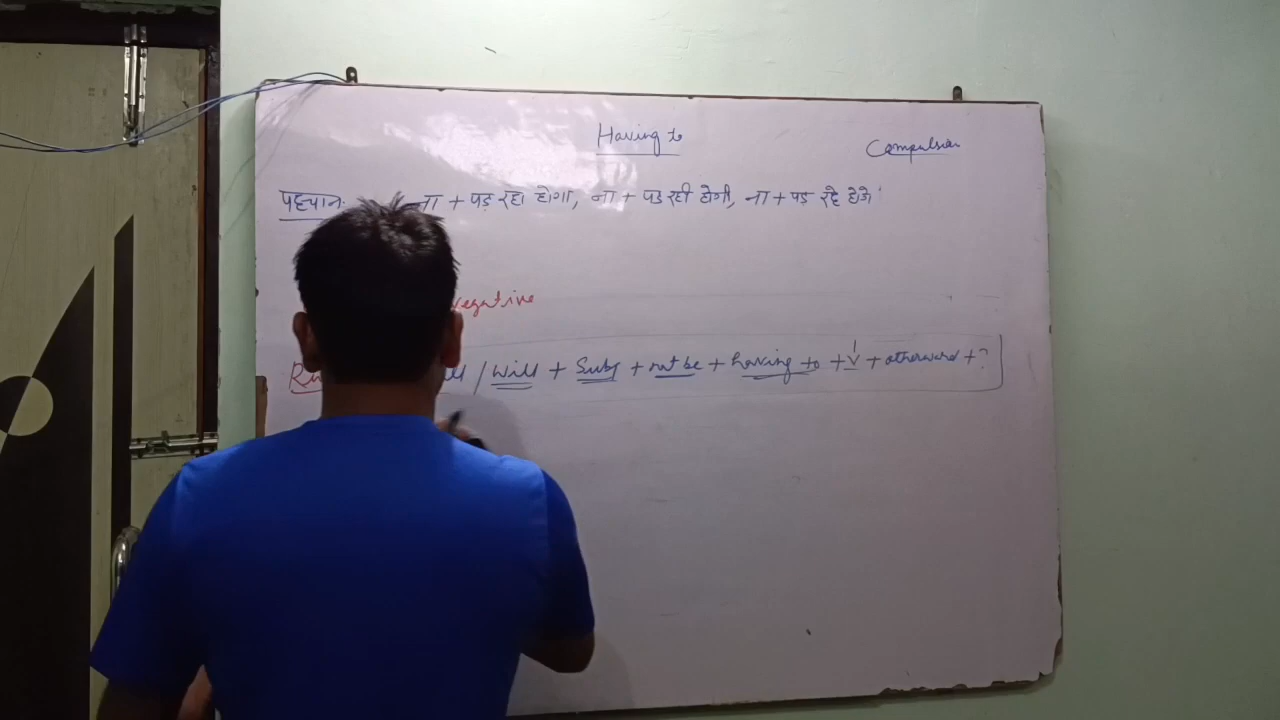 Having to
Compulsion
पहचान: ना + पड़ रहा होगा, ना + पड़ रही होगी, ना + पड़ रहे होंगे
Negative
/ Will + Subj + not be + having to + V1 + otherword + ?